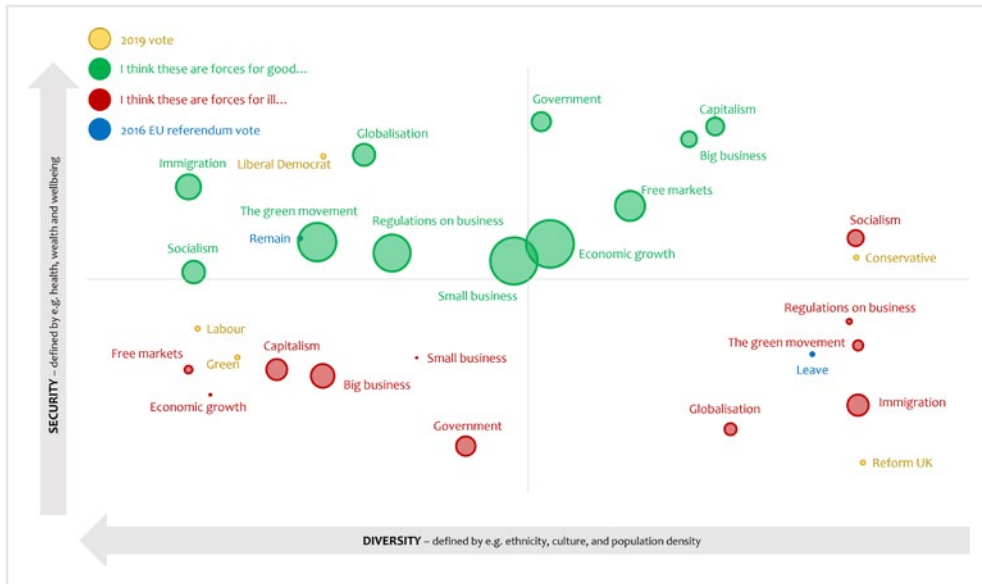 2019 vote
I think these are forces for good...
I think these are forces for ill...
2016 EU referendum vote
SECURITY – defined by e.g. health, wealth and wellbeing
Government
Capitalism
Big business
Globalisation
Liberal Democrat
Immigration
Free markets
The green movement
Regulations on business
Remain
Socialism
Economic growth
Small business
Socialism
Conservative
Labour
Regulations on business
Free markets
Green
Capitalism
Small business
The green movement
Leave
Big business
Economic growth
Globalisation
Immigration
Government
Reform UK
DIVERSITY – defined by e.g. ethnicity, culture, and population density